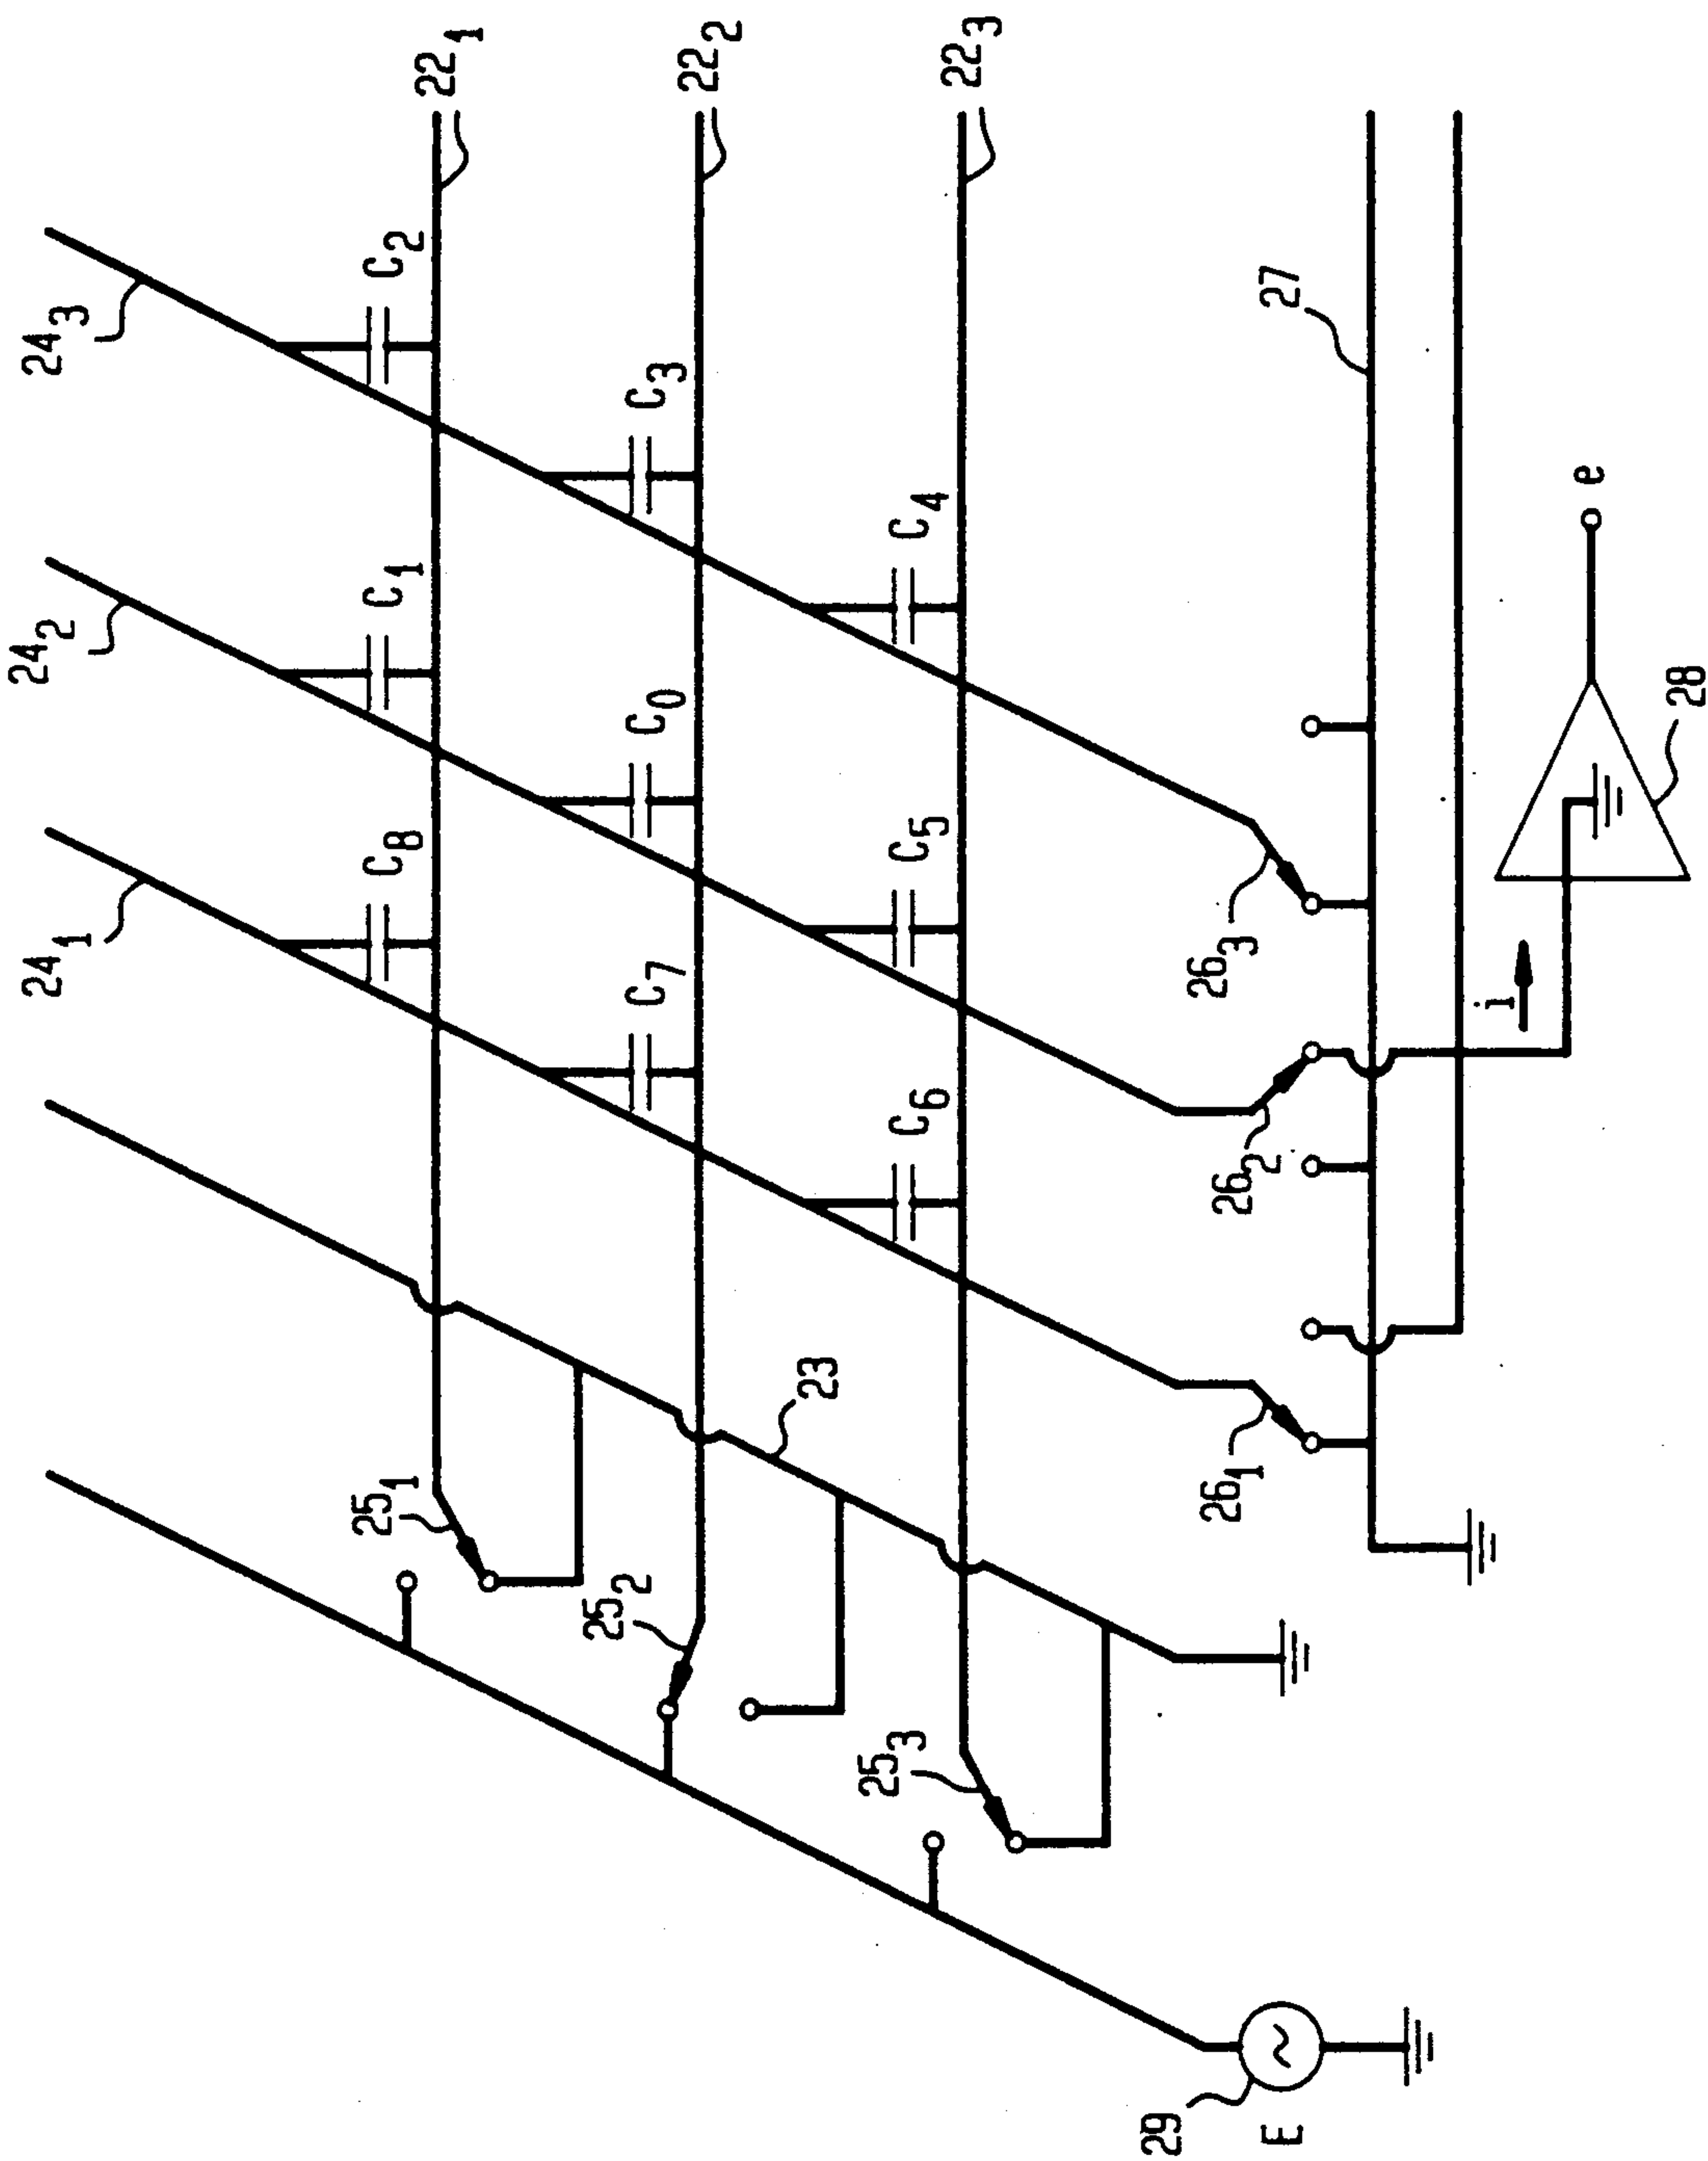 24₃
24₂
24₁
22₁
22₂
22₃
C₂
C₁
C₈
C₃
C₀
C₇
C₄
C₅
C₆
25₁
25₂
25₃
23
26₁
26₂
26₃
27
i
28
e
29
E
~